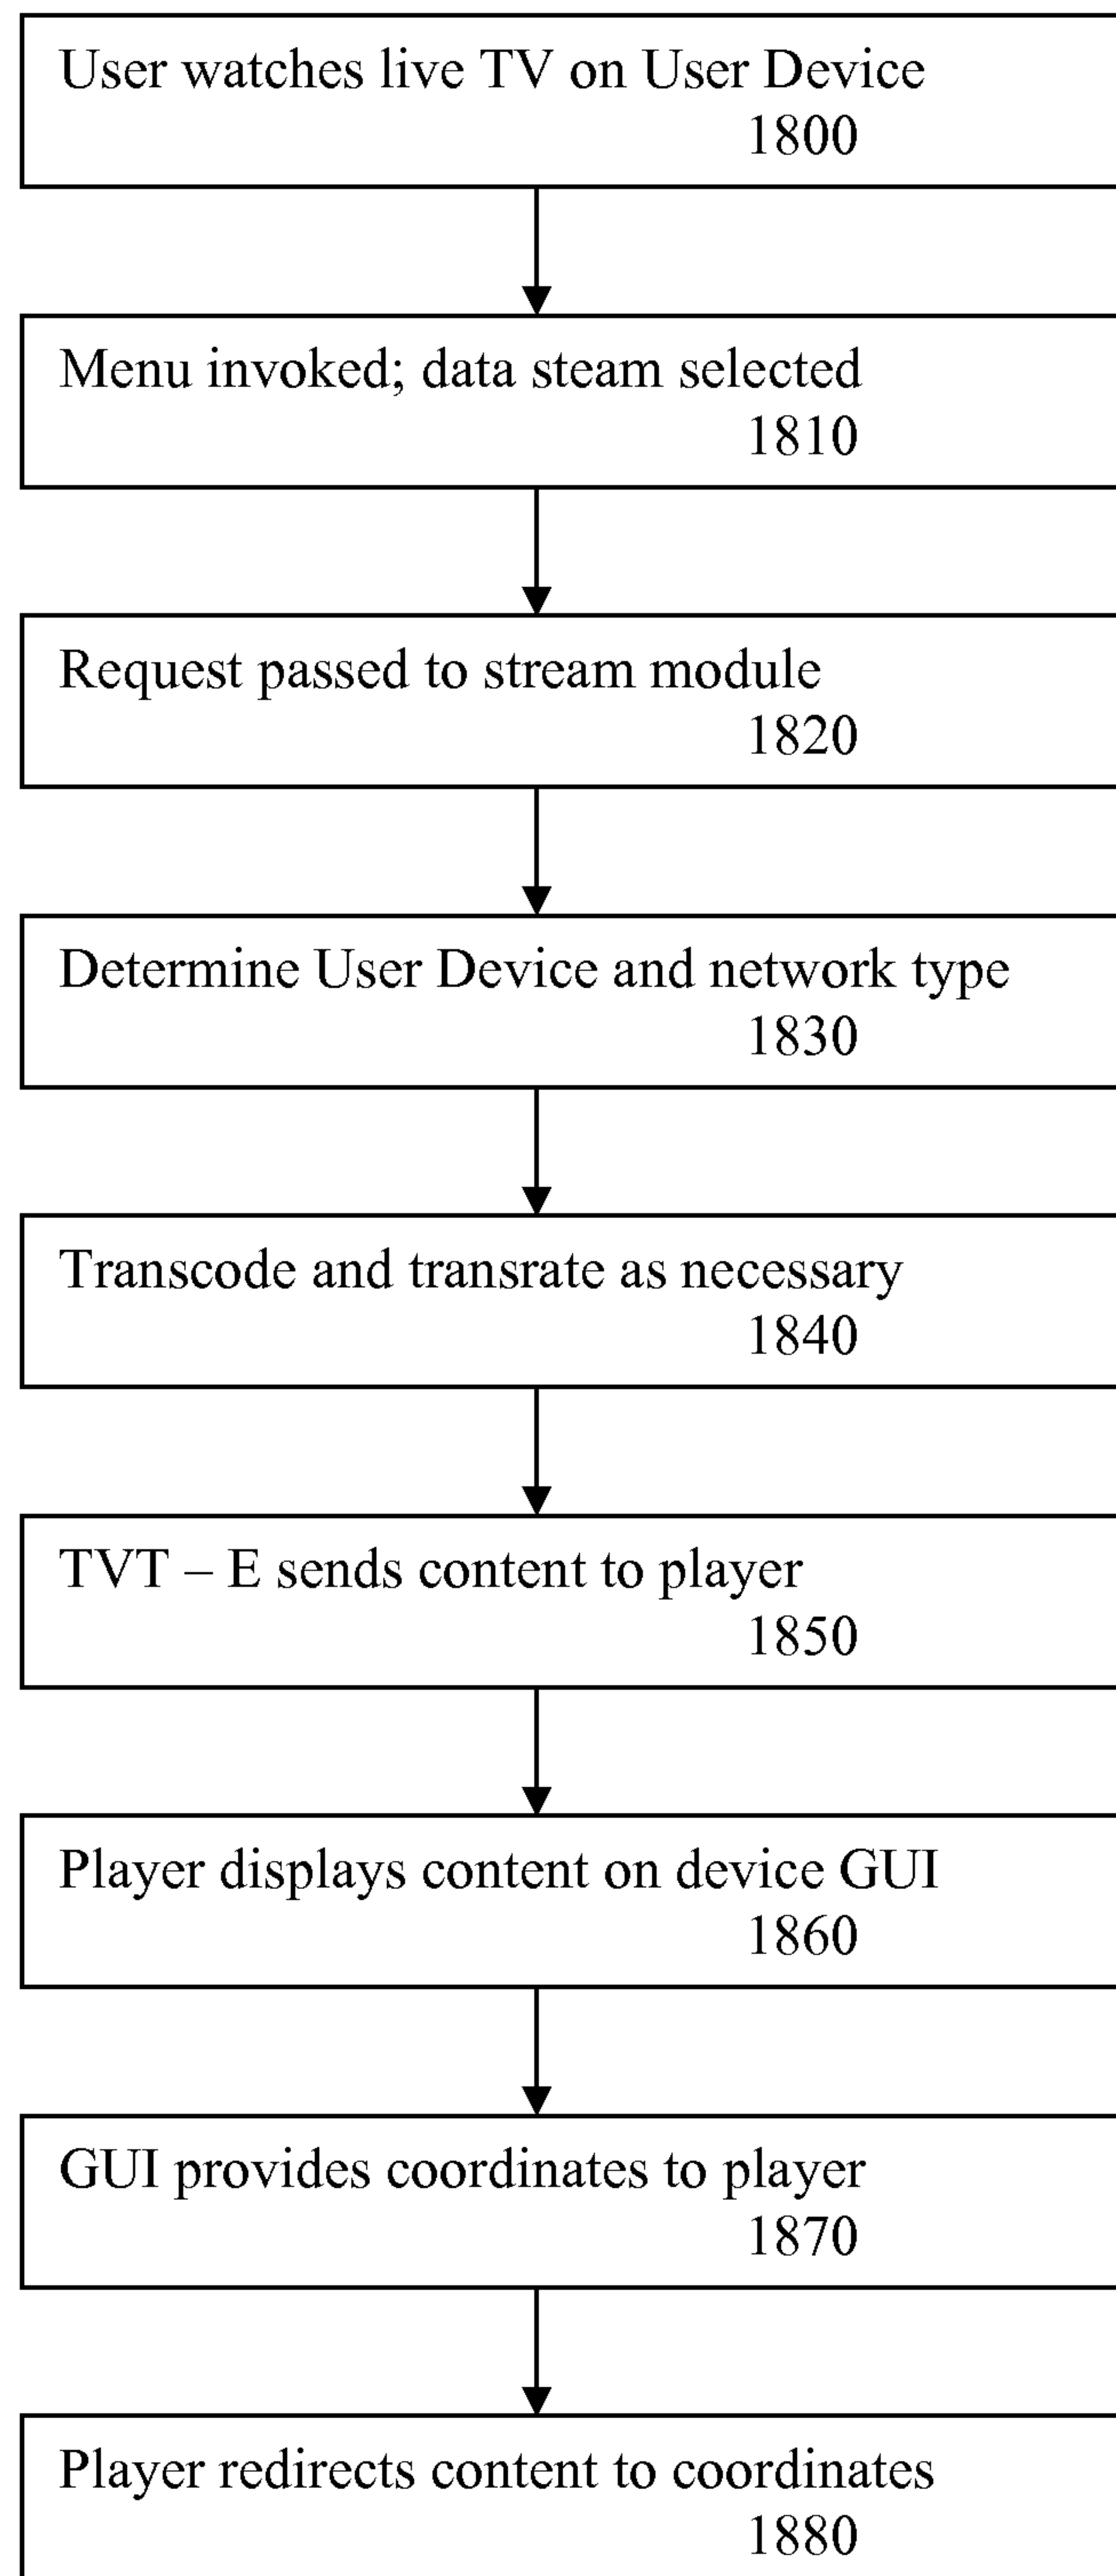 User watches live TV on User Device
1800
Menu invoked; data steam selected
1810
Request passed to stream module
1820
Determine User Device and network type
1830
Transcode and transrate as necessary
1840
TVT – E sends content to player
1850
Player displays content on device GUI
1860
GUI provides coordinates to player
1870
Player redirects content to coordinates
1880